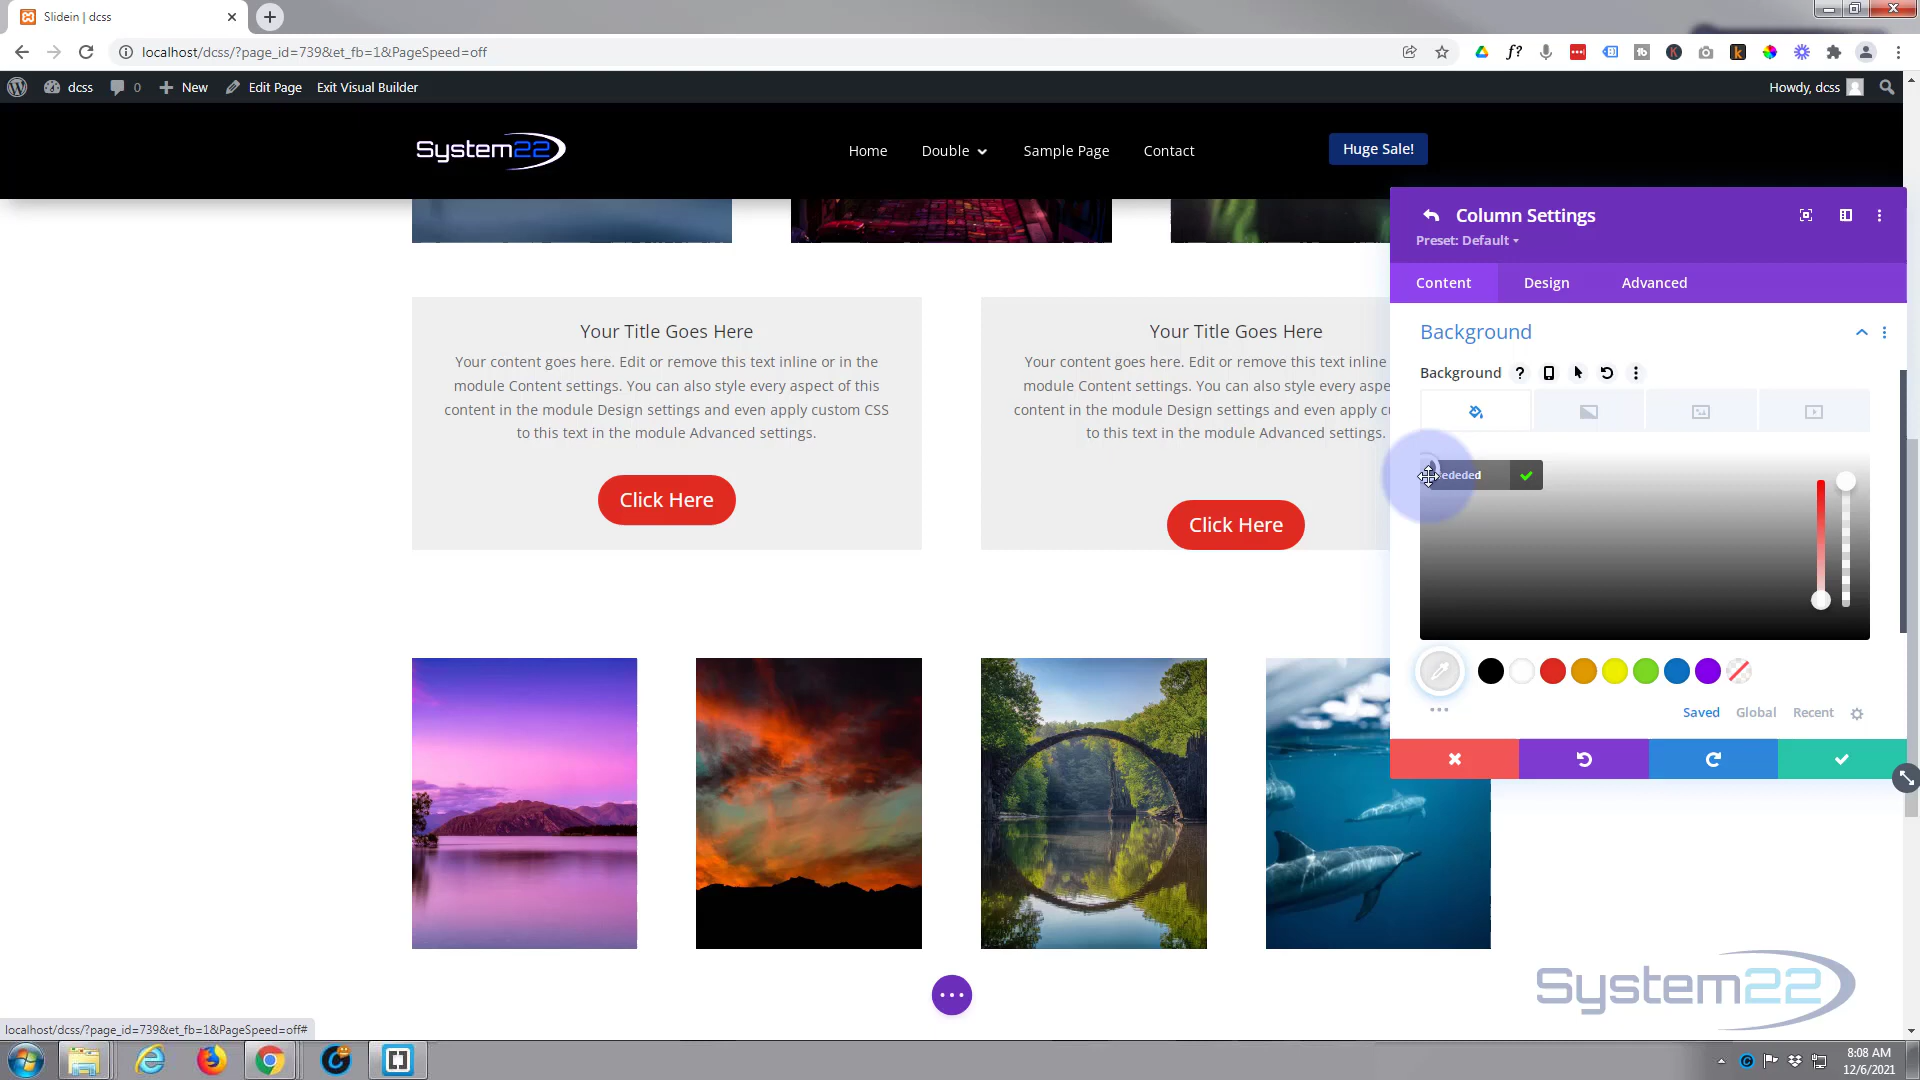 Slidein | dcss
localhost/dcss/?page_id=739&et_fb=1&PageSpeed=off
dcss
0
New
Edit Page
Exit Visual Builder
Howdy, dcss
System22
Home
Double
Sample Page
Contact
Huge Sale!
Column Settings
Preset: Default
Content
Design
Advanced
Background
Background
Your Title Goes Here
Your content goes here. Edit or remove this text inline or in the
module Content settings. You can also style every aspect of this
content in the module Design settings and even apply custom CSS
to this text in the module Advanced settings.
Click Here
Your Title Goes Here
Your content goes here. Edit or remove this text inline
module Content settings. You can also style every aspe
content in the module Design settings and even apply cu
to this text in the module Advanced settings.
Click Here
Saved
Global
Recent
System22
localhost/dcss/?page_id=739&et_fb=1&PageSpeed=off#
8:08 AM
12/6/2021